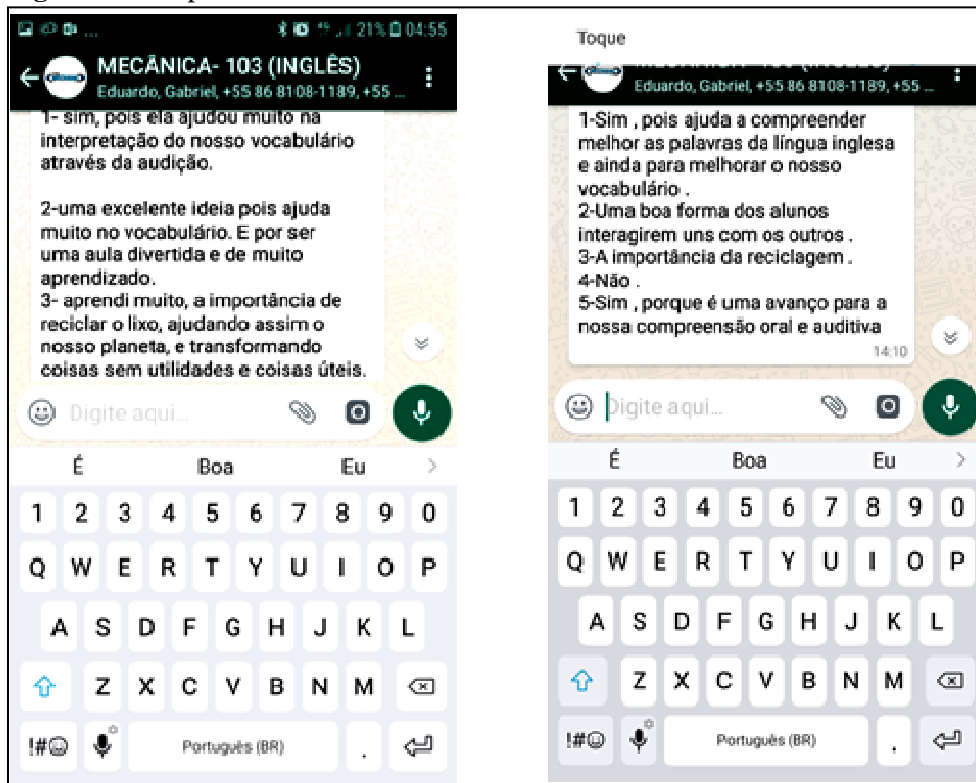 21% 04:55
MECÂNICA- 103 (INGLÊS)
Eduardo, Gabriel, +55 86 8108-1189, +55 ...
1- sim, pois ela ajudou muito na
interpretação do nosso vocabulário
através da audição.
2-uma excelente ideia pois ajuda
muito no vocabulário. E por ser
uma aula divertida e de muito
aprendizado.
3- aprendi muito, a importância de
reciclar o lixo, ajudando assim o
nosso planeta, e transformando
coisas sem utilidades e coisas úteis.
Digite aqui...
É Boa Eu
1 2 3 4 5 6 7 8 9 0
Q W E R T Y U I O P
A S D F G H J K L
Z X C V B N M
!#☺ Português (BR) .
Toque
Eduardo, Gabriel, +55 86 8108-1189, +55 ...
1-Sim , pois ajuda a compreender
melhor as palavras da língua inglesa
e ainda para melhorar o nosso
vocabulário .
2-Uma boa forma dos alunos
interagirem uns com os outros .
3-A importância da reciclagem .
4-Não .
5-Sim , porque é uma avanço para a
nossa compreensão oral e auditiva
14:10
Digite aqui...
É Boa Eu
1 2 3 4 5 6 7 8 9 0
Q W E R T Y U I O P
A S D F G H J K L
Z X C V B N M
!#☺ Português (BR) .